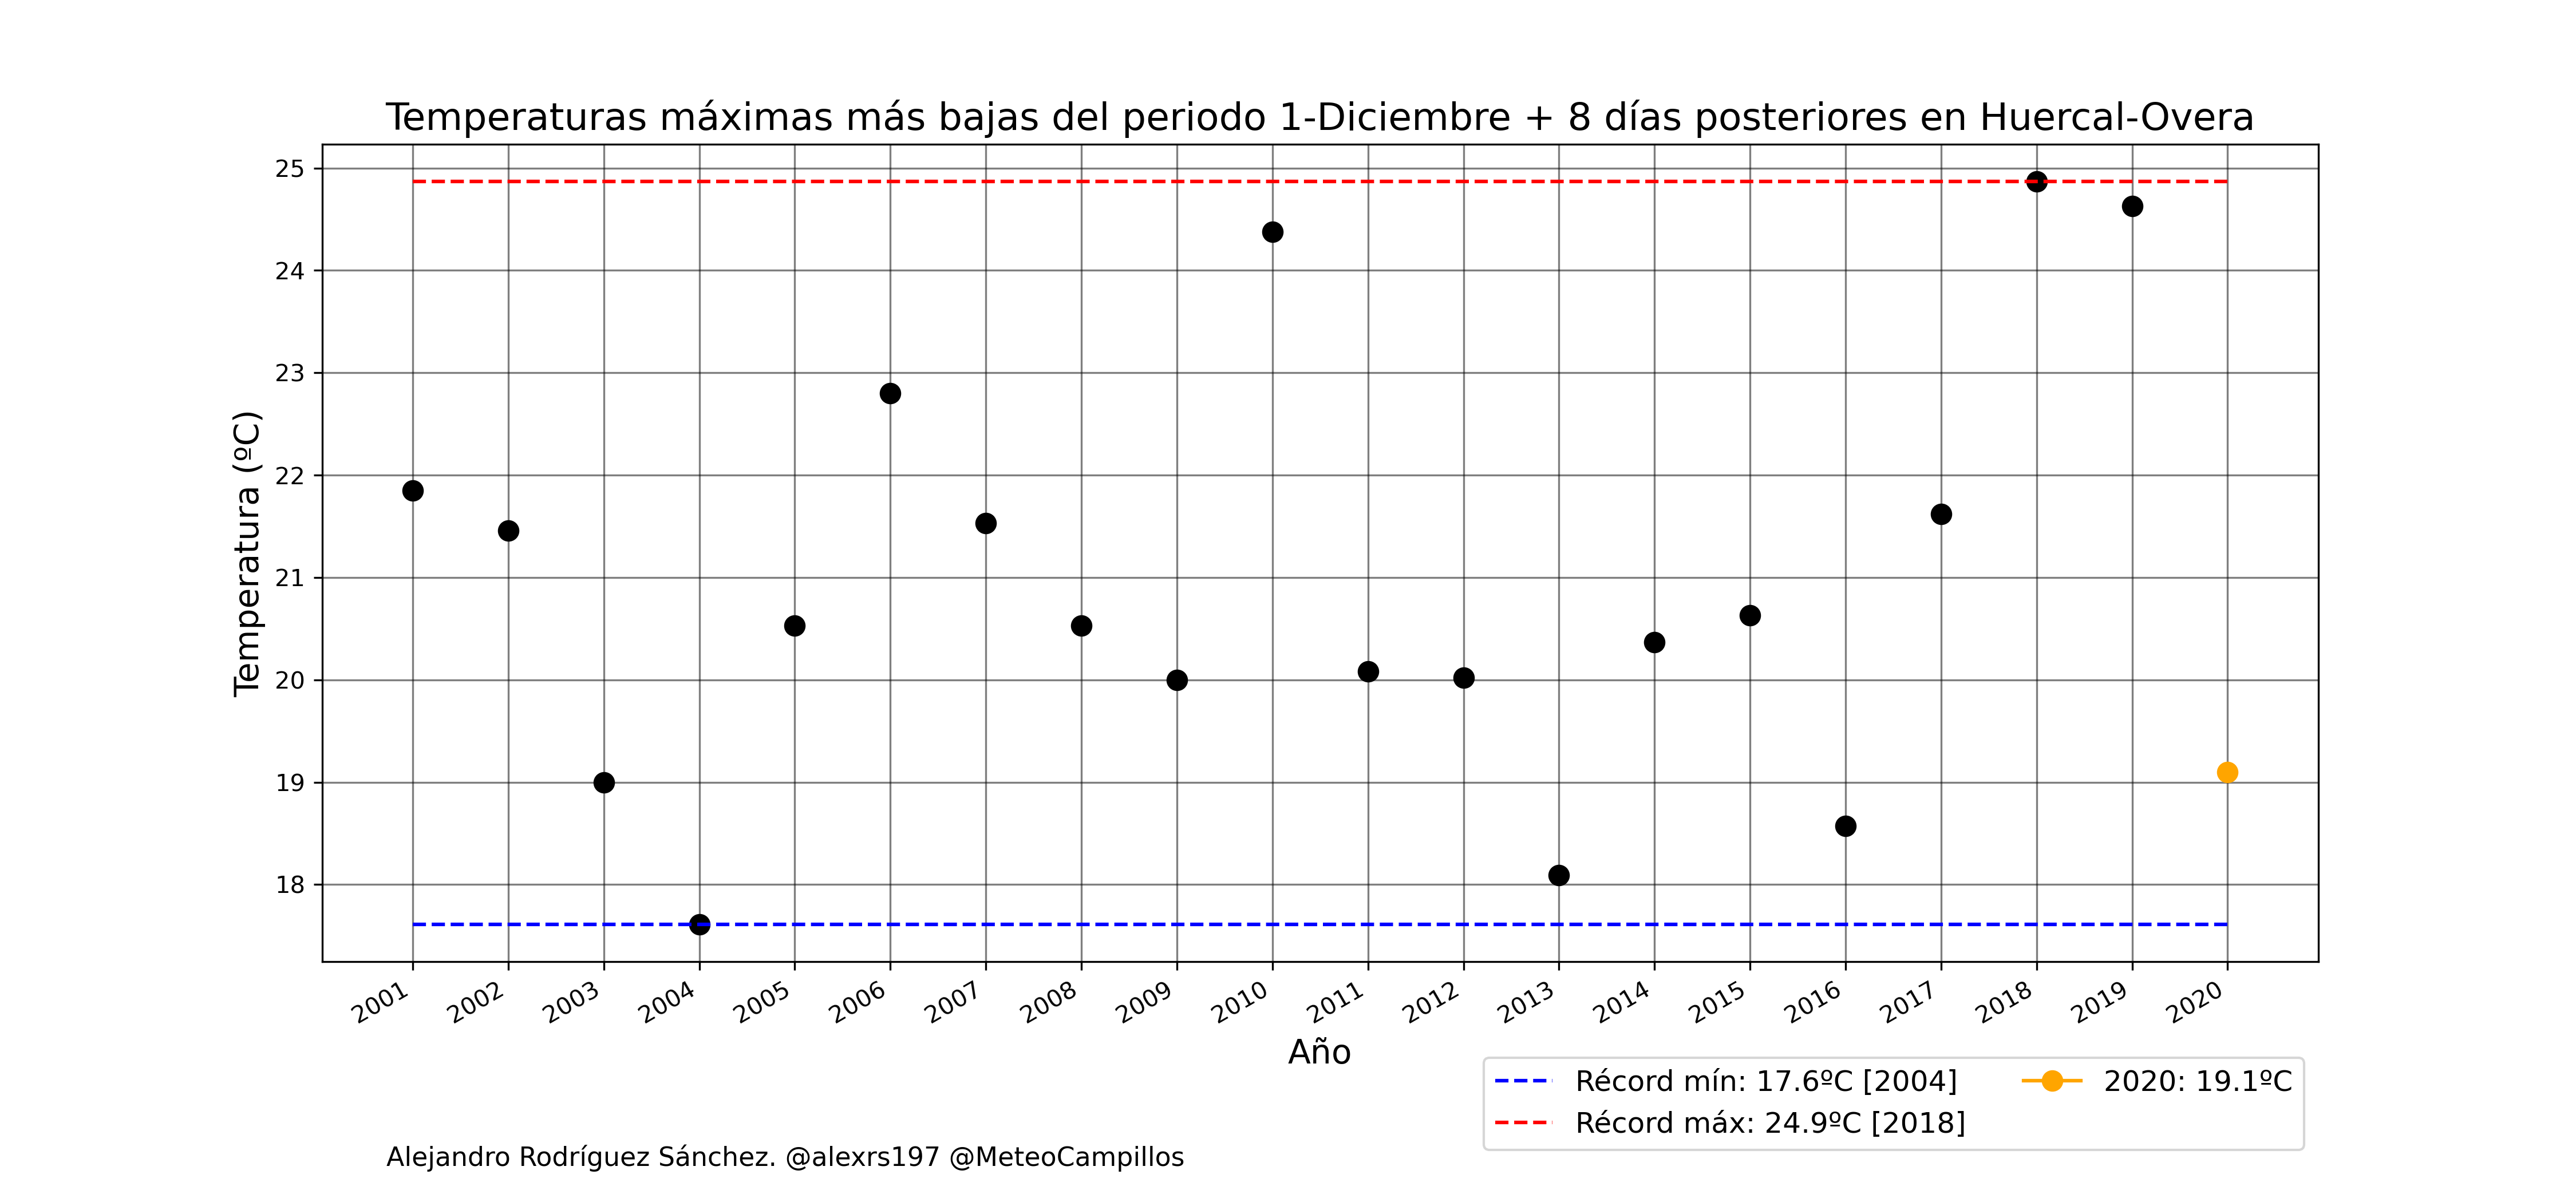 Temperaturas máximas más bajas del periodo 1-Diciembre + 8 días posteriores en Huercal-Overa
Temperatura (ºC)
25
24
23
22
21
20
19
18
2001 2002 2003 2004 2005 2006 2007 2008 2009 2010 2011 2012 2013 2014 2015 2016 2017 2018 2019 2020
Año
Récord mín: 17.6ºC [2004]
Récord máx: 24.9ºC [2018]
2020: 19.1ºC
Alejandro Rodríguez Sánchez. @alexrs197 @MeteoCampillos